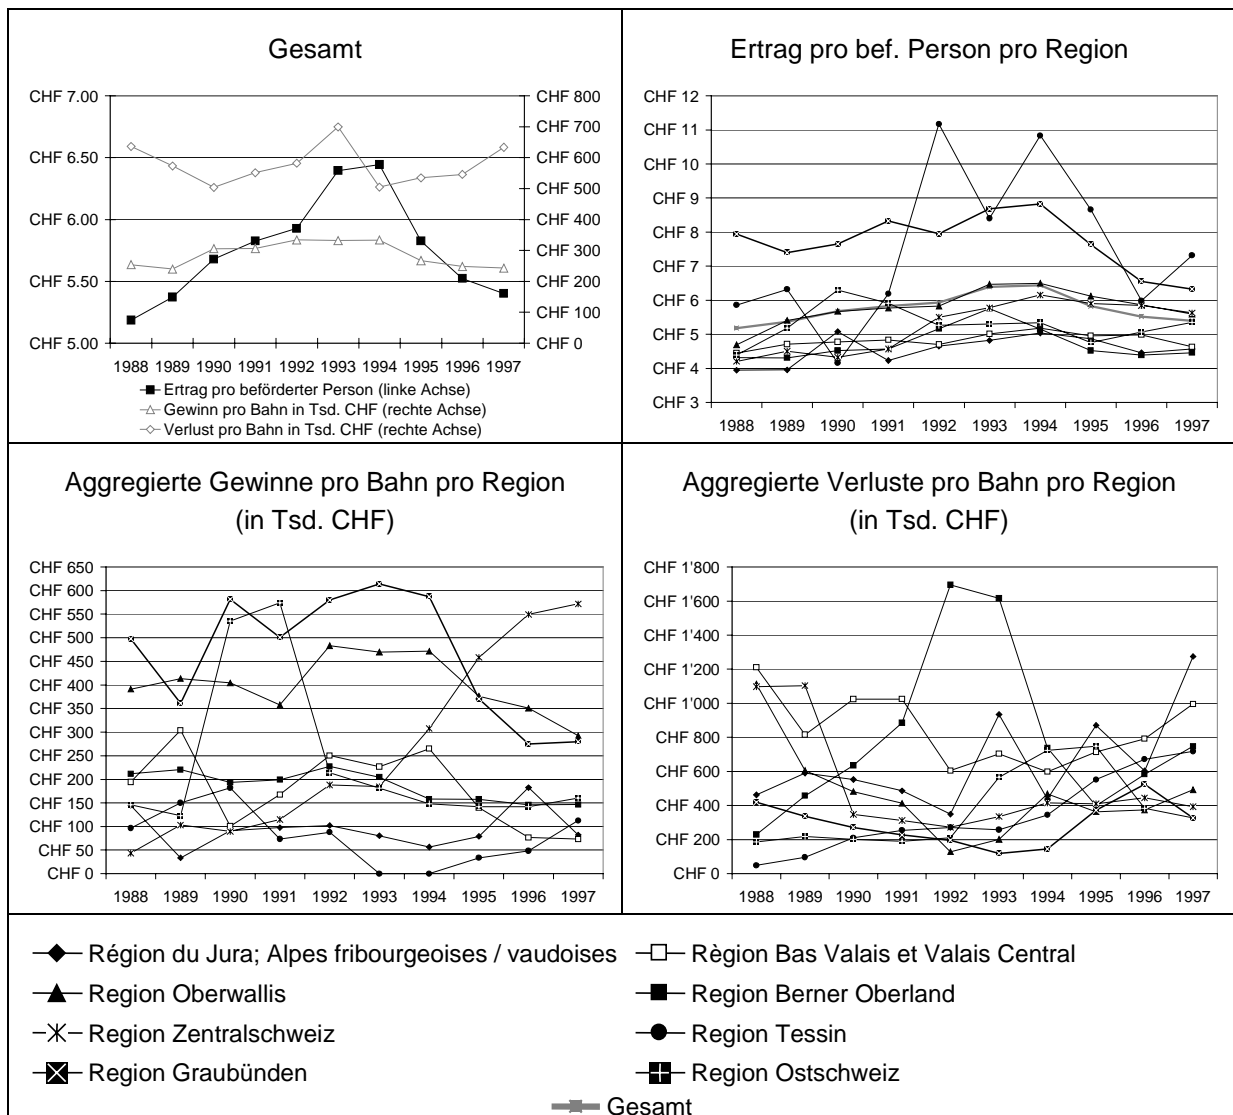 Gesamt
CHF 7.00
CHF 6.50
CHF 6.00
CHF 5.50
CHF 5.00
CHF 800
CHF 700
CHF 600
CHF 500
CHF 400
CHF 300
CHF 200
CHF 100
CHF 0
1988 1989 1990 1991 1992 1993 1994 1995 1996 1997
Ertrag pro beförderter Person (linke Achse)
Gewinn pro Bahn in Tsd. CHF (rechte Achse)
Verlust pro Bahn in Tsd. CHF (rechte Achse)
Ertrag pro bef. Person pro Region
CHF 12
CHF 11
CHF 10
CHF 9
CHF 8
CHF 7
CHF 6
CHF 5
CHF 4
CHF 3
1988 1989 1990 1991 1992 1993 1994 1995 1996 1997
Aggregierte Gewinne pro Bahn pro Region
(in Tsd. CHF)
CHF 650
CHF 600
CHF 550
CHF 500
CHF 450
CHF 400
CHF 350
CHF 300
CHF 250
CHF 200
CHF 150
CHF 100
CHF 50
CHF 0
1988 1989 1990 1991 1992 1993 1994 1995 1996 1997
Aggregierte Verluste pro Bahn pro Region
(in Tsd. CHF)
CHF 1'800
CHF 1'600
CHF 1'400
CHF 1'200
CHF 1'000
CHF 800
CHF 600
CHF 400
CHF 200
CHF 0
1988 1989 1990 1991 1992 1993 1994 1995 1996 1997
Région du Jura; Alpes fribourgeoises / vaudoises
Règion Bas Valais et Valais Central
Region Oberwallis
Region Berner Oberland
Region Zentralschweiz
Region Tessin
Region Graubünden
Region Ostschweiz
Gesamt